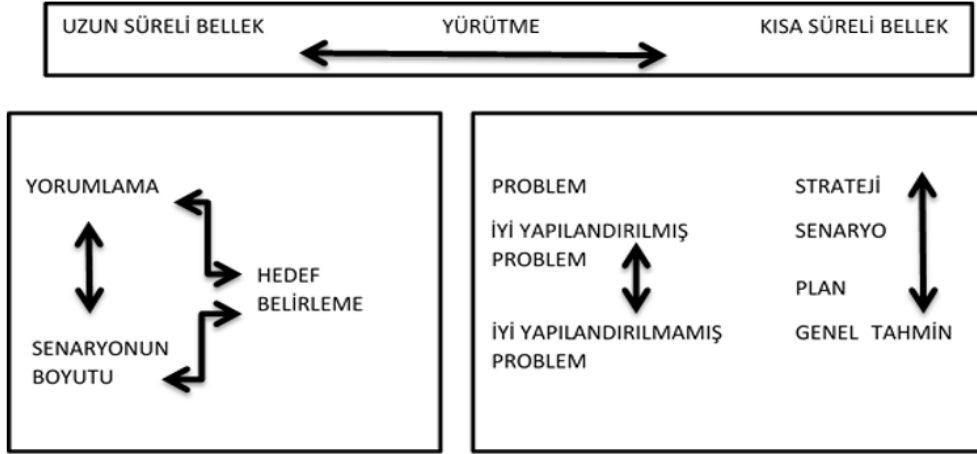 UZUN SÜRELİ BELLEK YÜRÜTME KISA SÜRELİ BELLEK
YORUMLAMA
HEDEF
BELİRLEME
SENARYONUN
BOYUTU
PROBLEM STRATEJİ
İYİ YAPILANDIRILMIŞ SENARYO
PROBLEM
PLAN
İYİ YAPILANDIRILMAMIŞ GENEL TAHMİN
PROBLEM